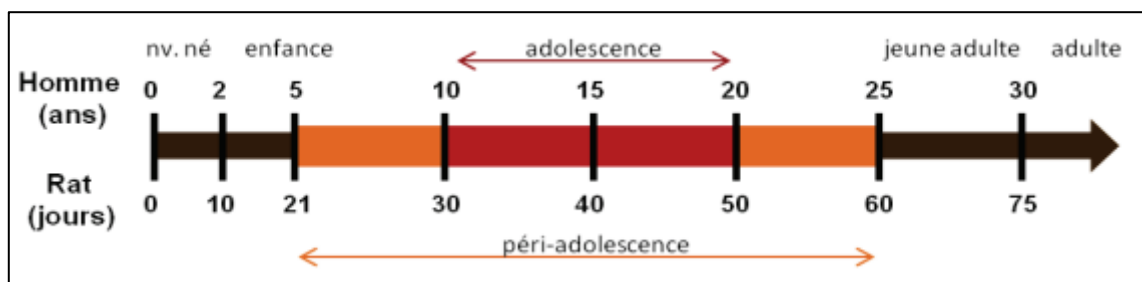 nv. né enfance adolescence jeune adulte adulte
Homme (ans) 0 2 5 10 15 20 25 30
Rat (jours) 0 10 21 30 40 50 60 75
péri-adolescence